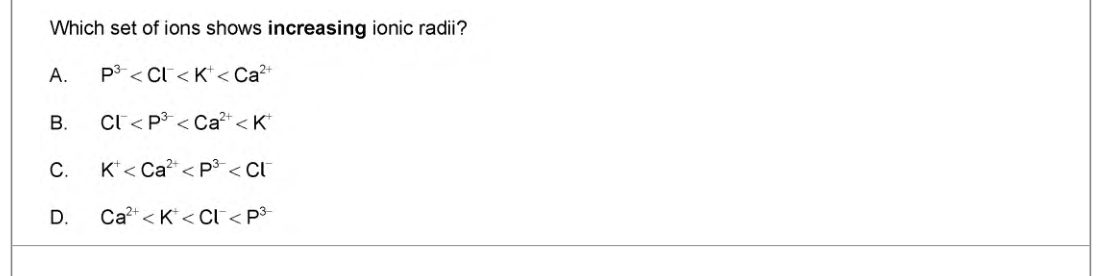 Which set of ions shows increasing ionic radii?
A. P³⁻ < Cl⁻ < K⁺ < Ca²⁺
B. Cl⁻ < P³⁻ < Ca²⁺ < K⁺
C. K⁺ < Ca²⁺ < P³⁻ < Cl⁻
D. Ca²⁺ < K⁺ < Cl⁻ < P³⁻